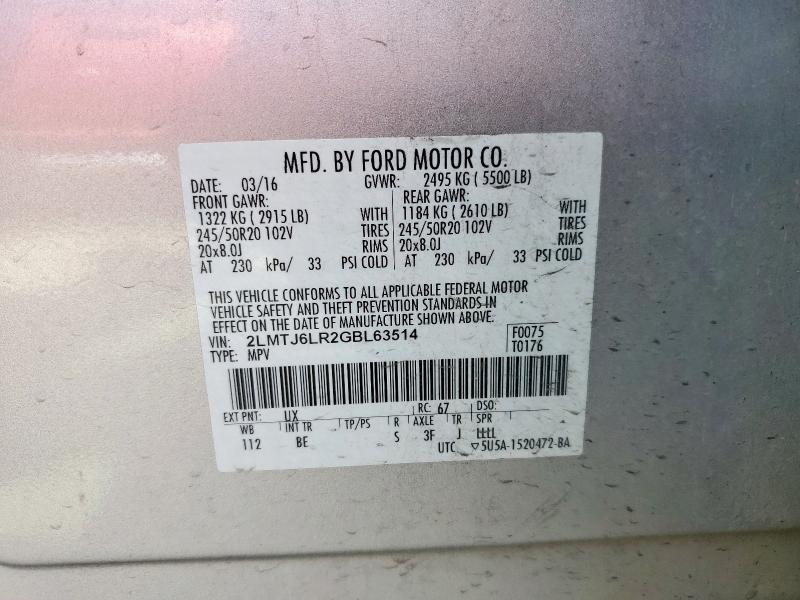 MFD. BY FORD MOTOR CO.
DATE: 03/16 GVWR: 2495 KG ( 5500 LB)
FRONT GAWR: REAR GAWR:
1322 KG ( 2915 LB) WITH 1184 KG ( 2610 LB) WITH
245/50R20 102V TIRES 245/50R20 102V TIRES
20x8.0J RIMS 20x8.0J RIMS
AT 230 kPa/ 33 PSI COLD AT 230 kPa/ 33 PSI COLD
THIS VEHICLE CONFORMS TO ALL APPLICABLE FEDERAL MOTOR
VEHICLE SAFETY AND THEFT PREVENTION STANDARDS IN
EFFECT ON THE DATE OF MANUFACTURE SHOWN ABOVE.
VIN: 2LMTJ6LR2GBL63514 F0075
TYPE: MPV T0176
EXT PNT: UX RC: 67 DSO:
WB INT TR TP/PS R AXLE TR SPR
112 BE S 3F J LLLL
UTC ▽5U5A-1520472-BA